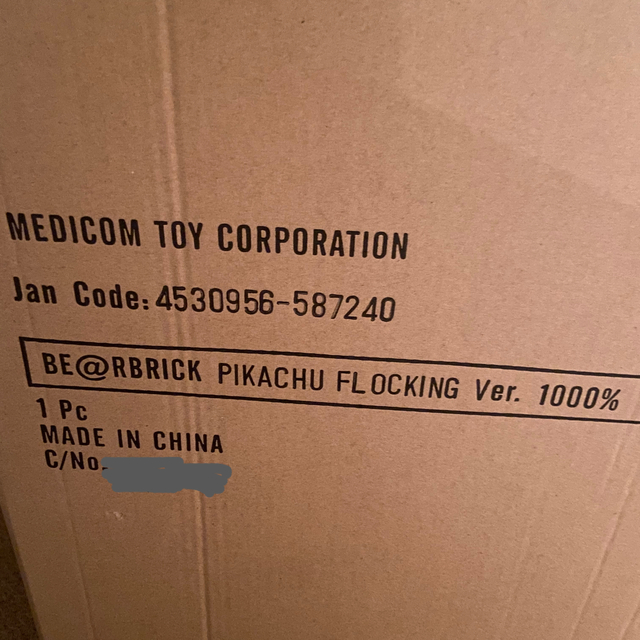 MEDICOM TOY CORPORATION
Jan Code: 4530956-587240
BE@RBRICK PIKACHU FLOCKING Ver. 1000%
1 Pc
MADE IN CHINA
C/No.